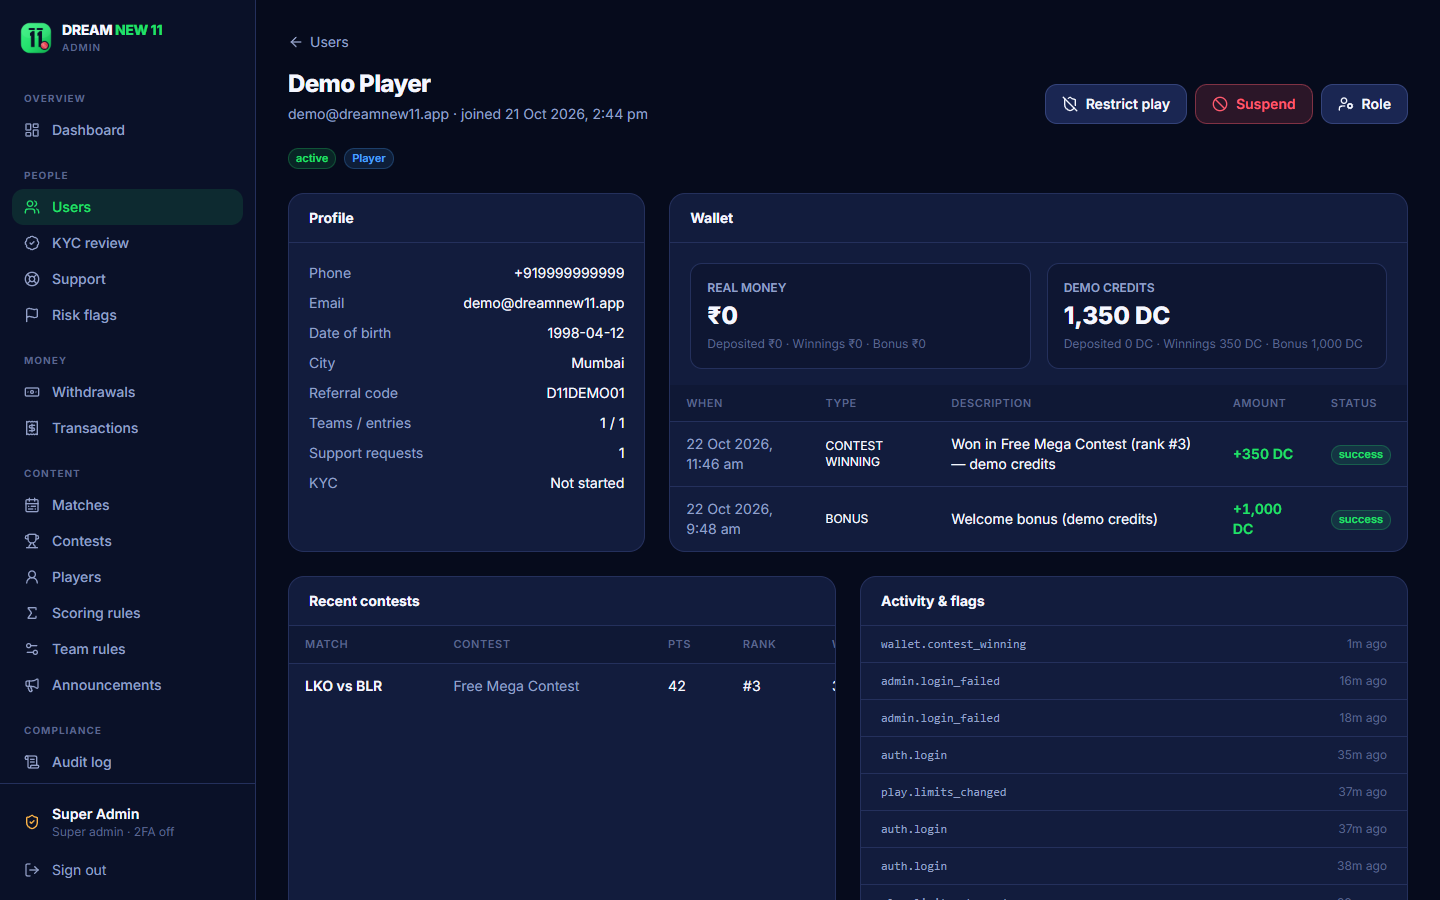 DREAM NEW 11
ADMIN
OVERVIEW
Dashboard
PEOPLE
Users
KYC review
Support
Risk flags
MONEY
Withdrawals
Transactions
CONTENT
Matches
Contests
Players
Scoring rules
Team rules
Announcements
COMPLIANCE
Audit log
Super Admin
Super admin · 2FA off
Sign out
Users
Demo Player
demo@dreamnew11.app · joined 21 Oct 2026, 2:44 pm
Restrict play
Suspend
Role
active
Player
Profile
Phone +919999999999
Email demo@dreamnew11.app
Date of birth 1998-04-12
City Mumbai
Referral code D11DEMO01
Teams / entries 1 / 1
Support requests 1
KYC Not started
Wallet
REAL MONEY
₹0
Deposited ₹0 · Winnings ₹0 · Bonus ₹0
DEMO CREDITS
1,350 DC
Deposited 0 DC · Winnings 350 DC · Bonus 1,000 DC
WHEN TYPE DESCRIPTION AMOUNT STATUS
22 Oct 2026, 11:46 am CONTEST WINNING Won in Free Mega Contest (rank #3) — demo credits +350 DC success
22 Oct 2026, 9:48 am BONUS Welcome bonus (demo credits) +1,000 DC success
Recent contests
MATCH CONTEST PTS RANK
LKO vs BLR Free Mega Contest 42 #3
Activity & flags
wallet.contest_winning 1m ago
admin.login_failed 16m ago
admin.login_failed 18m ago
auth.login 35m ago
play.limits_changed 37m ago
auth.login 37m ago
auth.login 38m ago